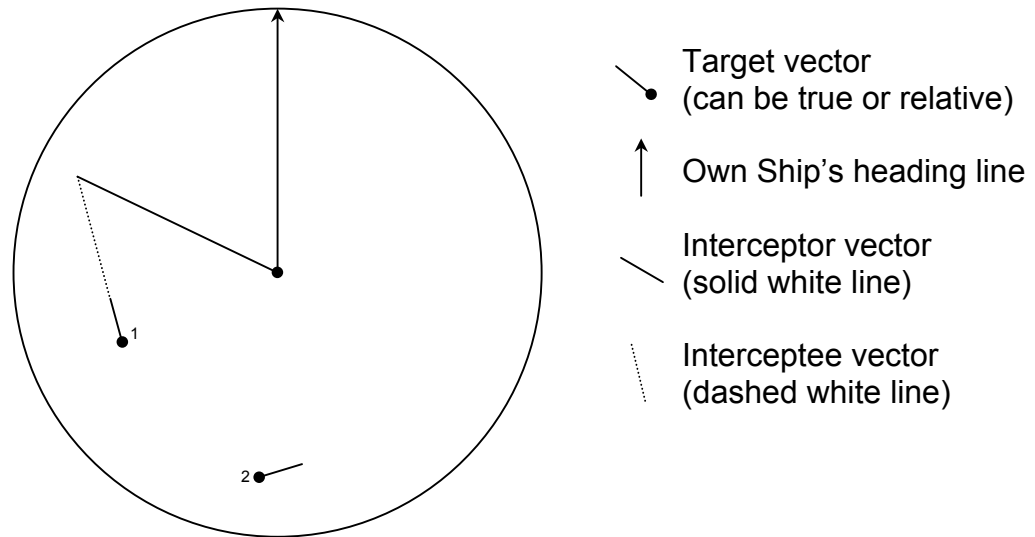 Target vector
(can be true or relative)
Own Ship’s heading line
Interceptor vector
(solid white line)
Interceptee vector
(dashed white line)
1
2